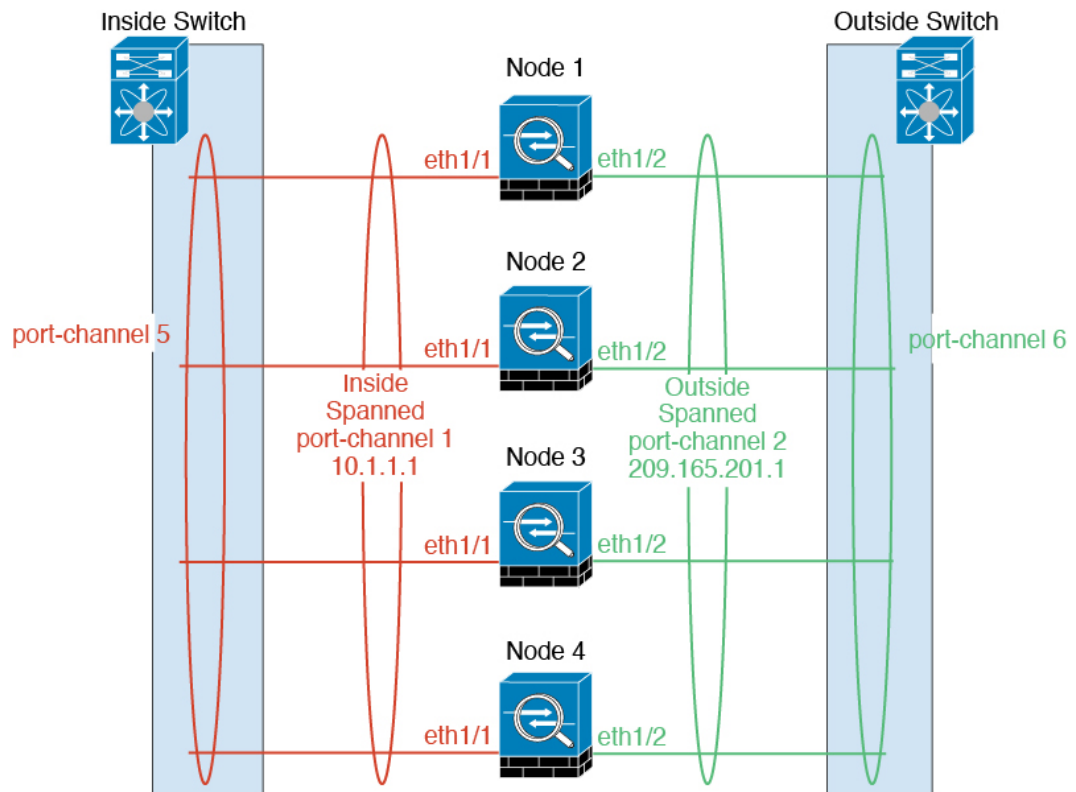 Inside Switch
Outside Switch
Node 1
eth1/1
eth1/2
Node 2
port-channel 5
port-channel 6
eth1/1
eth1/2
Inside
Spanned
port-channel 1
10.1.1.1
Outside
Spanned
port-channel 2
209.165.201.1
Node 3
eth1/1
eth1/2
Node 4
eth1/1
eth1/2